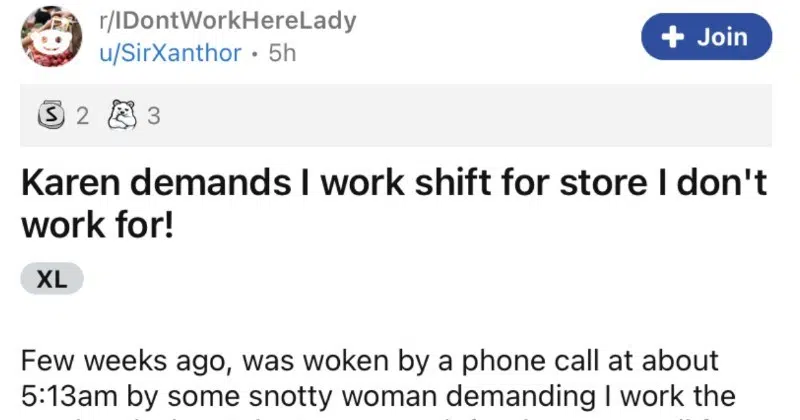 r/IDontWorkHereLady
u/SirXanthor • 5h
+ Join
S 2 3
Karen demands I work shift for store I don't
work for!
XL
Few weeks ago, was woken by a phone call at about
5:13am by some snotty woman demanding I work the